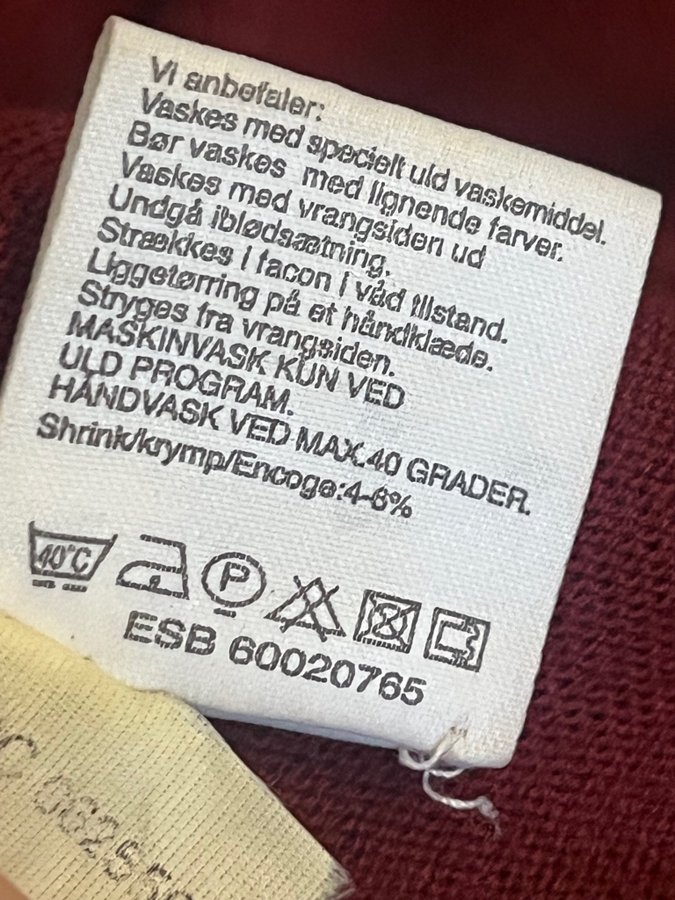 Vi anbefaler:
Vaskes med specielt uld vaskemiddel.
Bør vaskes med lignende farver.
Vaskes med vrangsiden ud
Undgå iblødsætning.
Strækkes i facon i våd tilstand.
Liggetørring på et håndklæde.
Stryges fra vrangsiden.
MASKINVASK KUN VED
ULD PROGRAM.
HÅNDVASK VED MAX.40 GRADER.
Shrink/krymp/Encoge:4-6%
40°C P
ESB 60020765